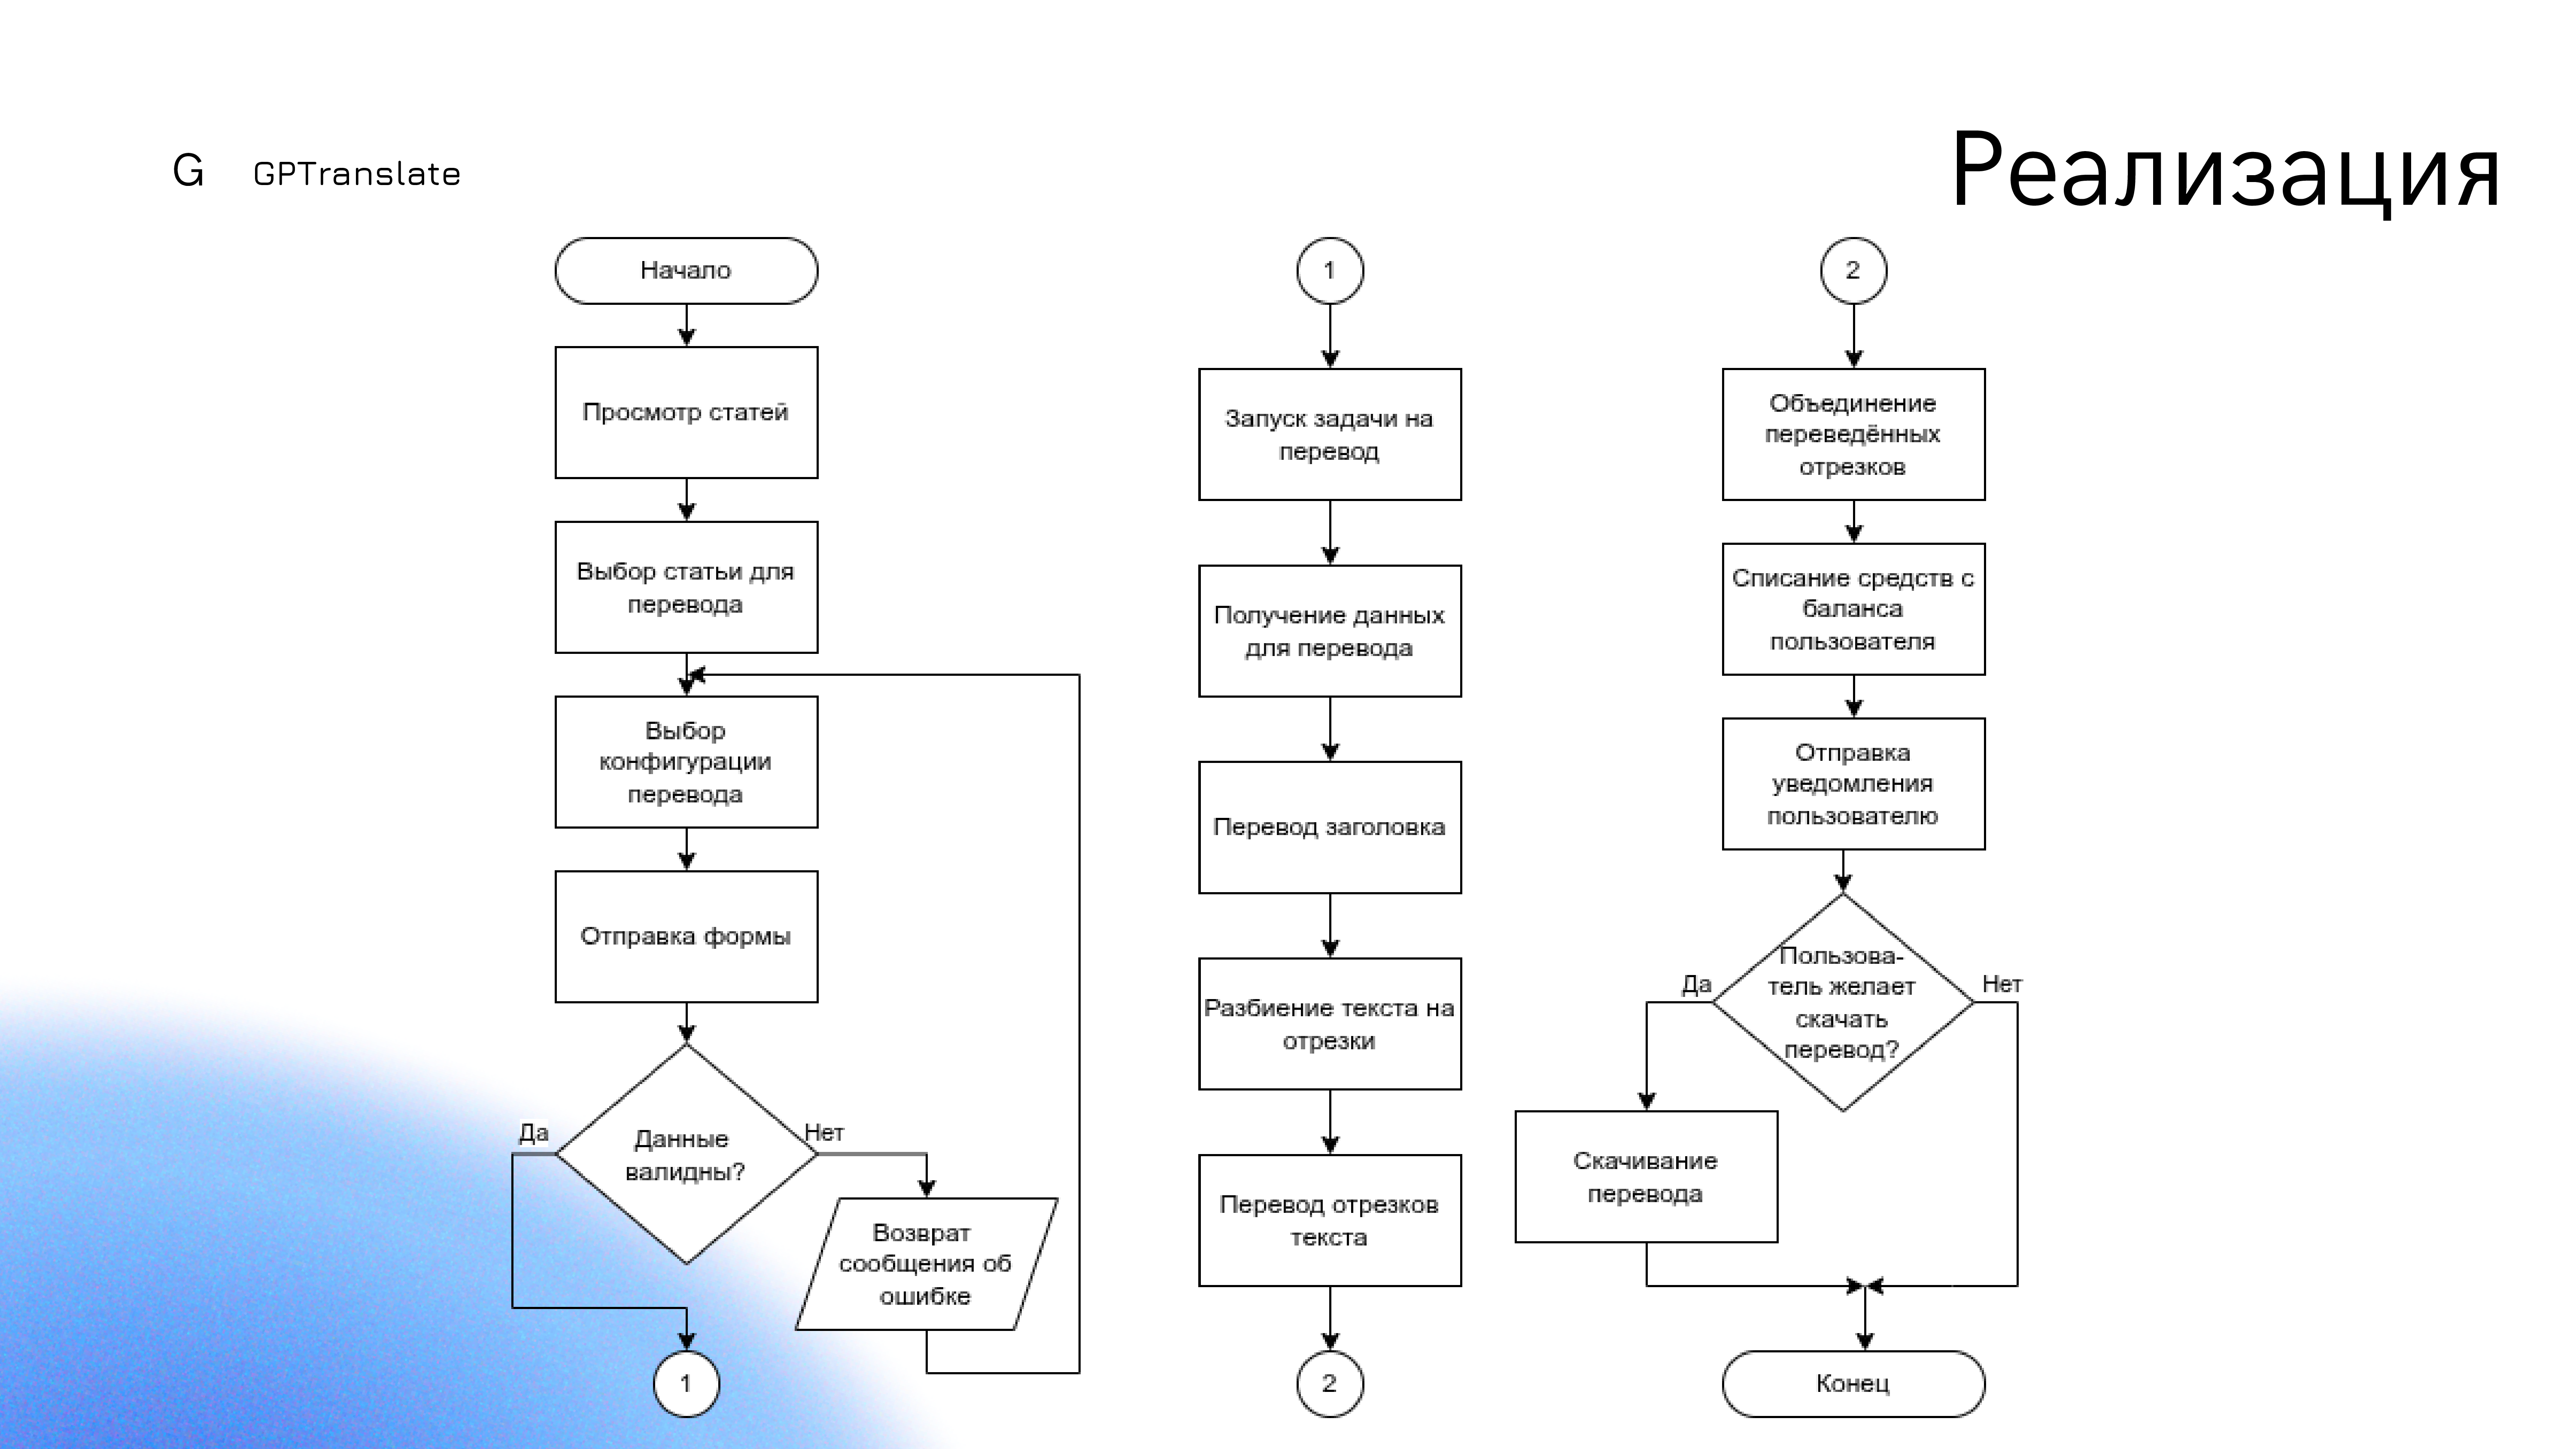 G GPTranslate
Реализация
Начало
Просмотр статей
Выбор статьи для
перевода
Выбор
конфигурации
перевода
Отправка формы
Да
Данные
валидны?
Нет
Возврат
сообщения об
ошибке
1
1
Запуск задачи на
перевод
Получение данных
для перевода
Перевод заголовка
Разбиение текста на
отрезки
Перевод отрезков
текста
2
2
Объединение
переведённых
отрезков
Списание средств с
баланса
пользователя
Отправка
уведомления
пользователю
Да
Пользова-
тель желает
скачать
перевод?
Нет
Скачивание
перевода
Конец